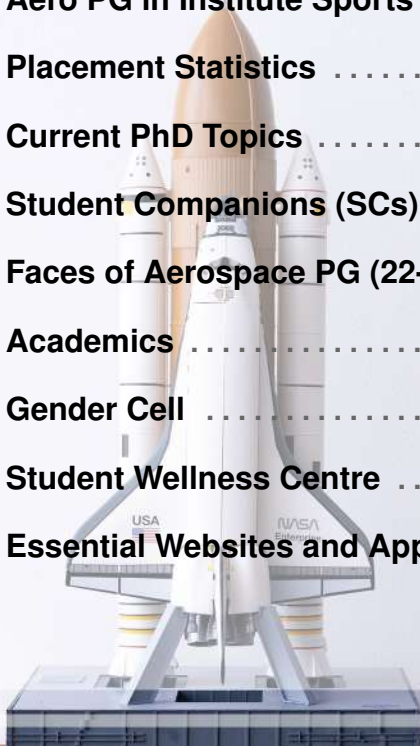 Aero PG in Institute Sports
Placement Statistics ......
Current PhD Topics .......
Student Companions (SCs)
Faces of Aerospace PG (22-
Academics ..............
Gender Cell .............
Student Wellness Centre ..
USA NASA
Enterprise
Essential Websites and App